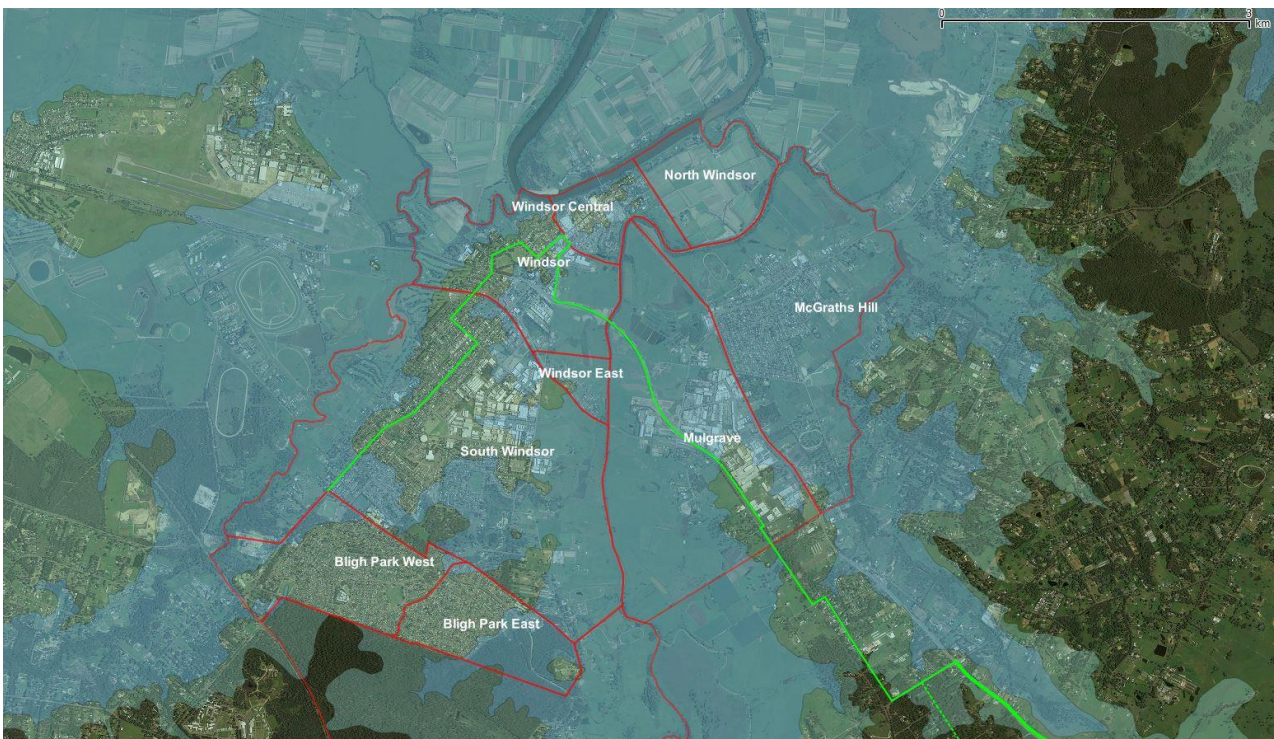 0 3
km
North Windsor
Windsor Central
Windsor
McGraths Hill
Windsor East
Mulgrave
South Windsor
Bligh Park West
Bligh Park East